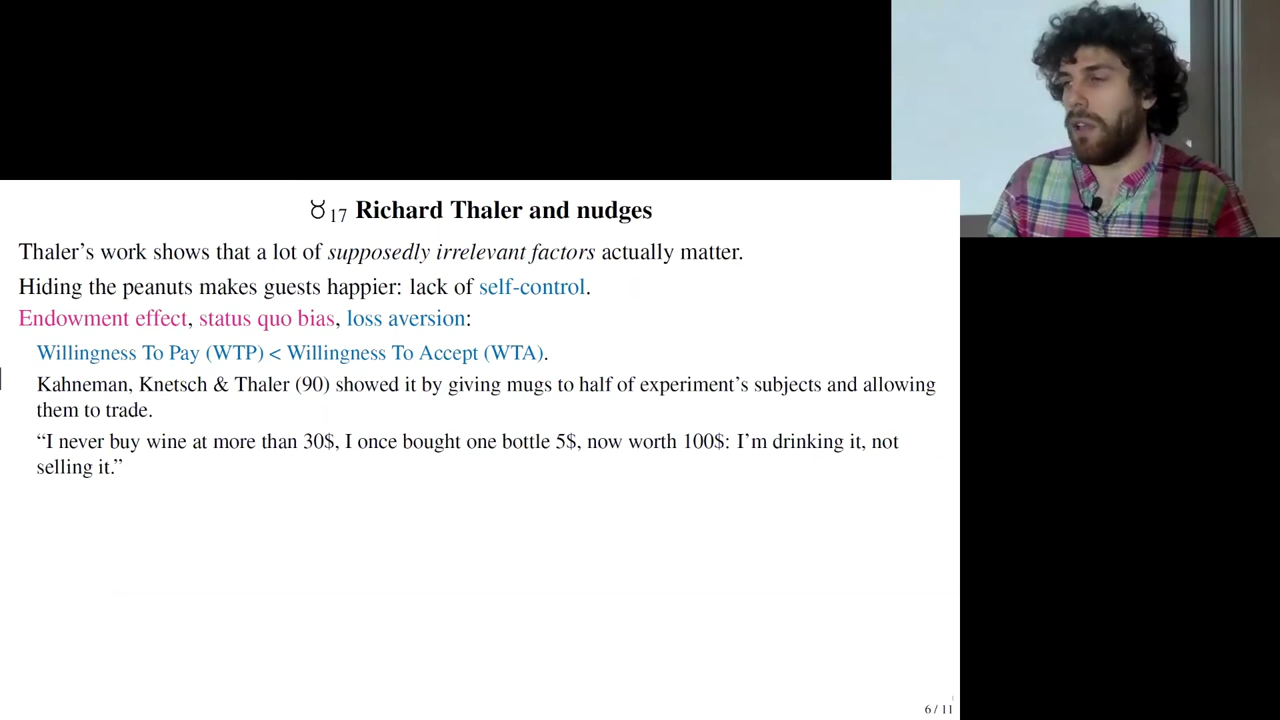 ♉17 Richard Thaler and nudges
Thaler's work shows that a lot of supposedly irrelevant factors actually matter.
Hiding the peanuts makes guests happier: lack of self-control.
Endowment effect, status quo bias, loss aversion:
Willingness To Pay (WTP) < Willingness To Accept (WTA).
Kahneman, Knetsch & Thaler (90) showed it by giving mugs to half of experiment's subjects and allowing
them to trade.
“I never buy wine at more than 30$, I once bought one bottle 5$, now worth 100$: I'm drinking it, not
selling it.”
6 / 11